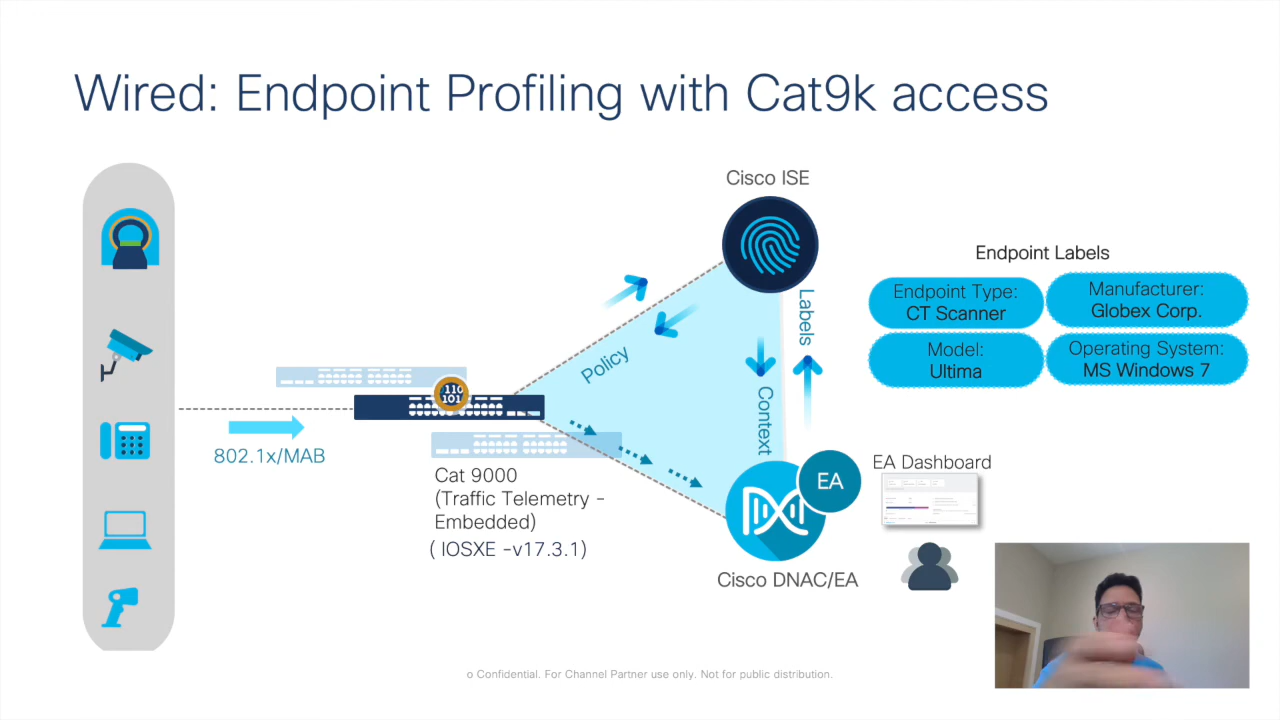 Wired: Endpoint Profiling with Cat9k access
Cisco ISE
Endpoint Labels
Endpoint Type:
CT Scanner
Manufacturer:
Globex Corp.
Model:
Ultima
Operating System:
MS Windows 7
Labels
Policy
Context
110
101
802.1x/MAB
Cat 9000
(Traffic Telemetry -
Embedded)
( IOSXE -v17.3.1)
EA
EA Dashboard
Cisco DNAC/EA
o Confidential. For Channel Partner use only. Not for public distribution.